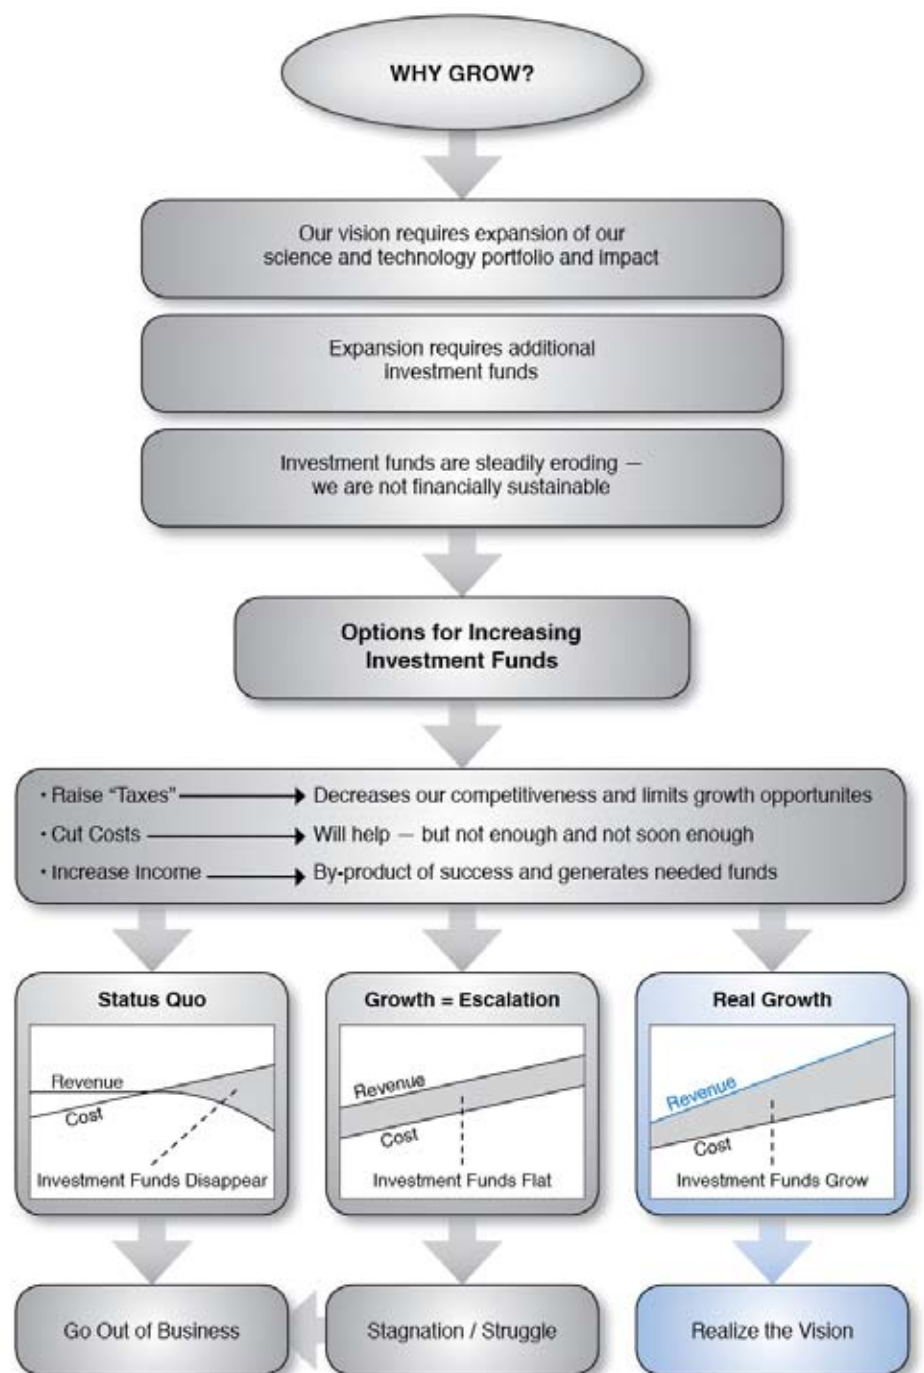 WHY GROW?
Our vision requires expansion of our
science and technology portfolio and impact
Expansion requires additional
investment funds
Investment funds are steadily eroding —
we are not financially sustainable
Options for Increasing
Investment Funds
• Raise “Taxes” Decreases our competitiveness and limits growth opportunites
• Cut Costs Will help — but not enough and not soon enough
• Increase Income By-product of success and generates needed funds
Status Quo
Revenue
Cost
Investment Funds Disappear
Growth = Escalation
Revenue
Cost
Investment Funds Flat
Real Growth
Revenue
Cost
Investment Funds Grow
Go Out of Business
Stagnation / Struggle
Realize the Vision